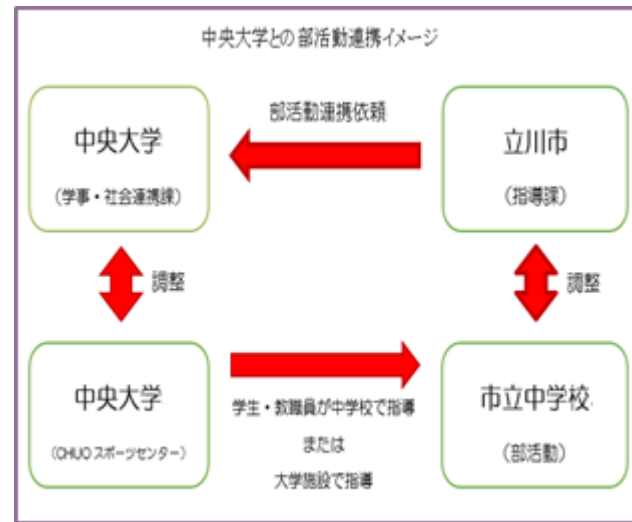 中央大学との部活動連携イメージ
部活動連携依頼
中央大学
(学事・社会連携課)
立川市
(指導課)
調整
調整
中央大学
(CHUOスポーツセンター)
学生・教職員が中学校で指導
または
大学施設で指導
市立中学校
(部活動)